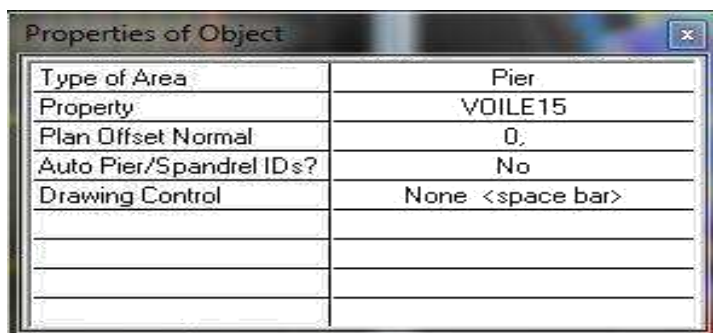 Properties of Object
Type of Area Pier
Property VOILE15
Plan Offset Normal 0,
Auto Pier/Spandrel IDs? No
Drawing Control None <space bar>